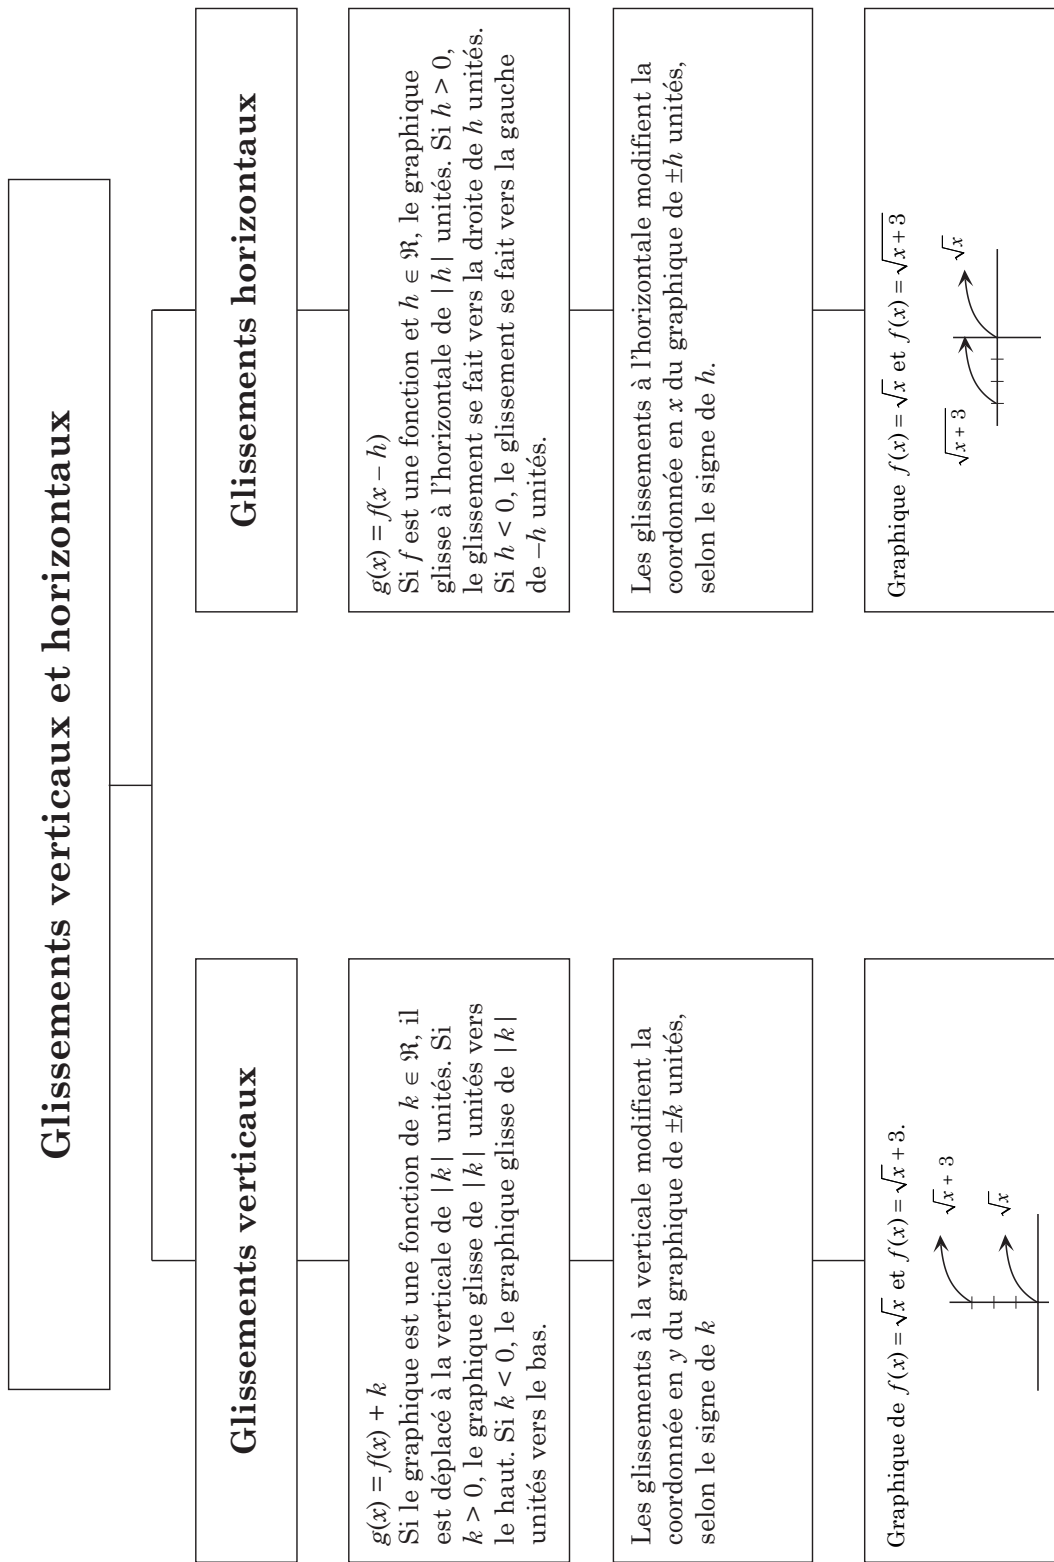 Glissements verticaux et horizontaux
Glissements verticaux
g(x) = f(x) + k
Si le graphique est une fonction de k ∈ ℜ, il
est déplacé à la verticale de |k| unités. Si
k > 0, le graphique glisse de |k| unités vers
le haut. Si k < 0, le graphique glisse de |k|
unités vers le bas.
Les glissements à la verticale modifient la
coordonnée en y du graphique de ±k unités,
selon le signe de k
Graphique de f(x) = √x et f(x) = √x + 3.
√x + 3
√x
Glissements horizontaux
g(x) = f(x – h)
Si f est une fonction et h ∈ ℜ, le graphique
glisse à l'horizontale de |h| unités. Si h > 0,
le glissement se fait vers la droite de h unités.
Si h < 0, le glissement se fait vers la gauche
de –h unités.
Les glissements à l'horizontale modifient la
coordonnée en x du graphique de ±h unités,
selon le signe de h.
Graphique f(x) = √x et f(x) = √(x + 3)
√(x + 3)
√x